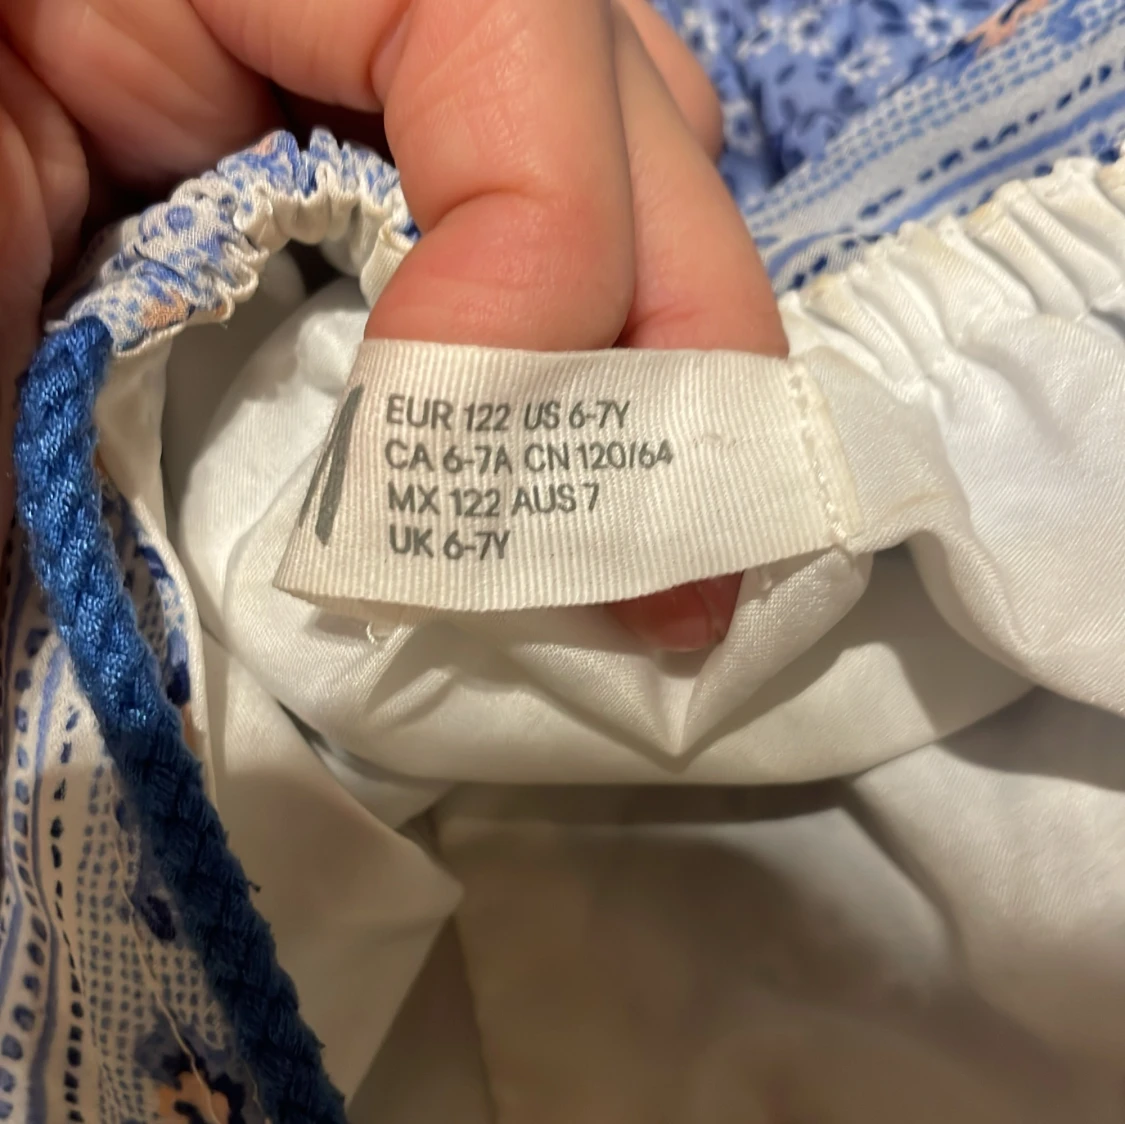 EUR 122 US 6-7Y
CA 6-7A CN 120/64
MX 122 AUS 7
UK 6-7Y